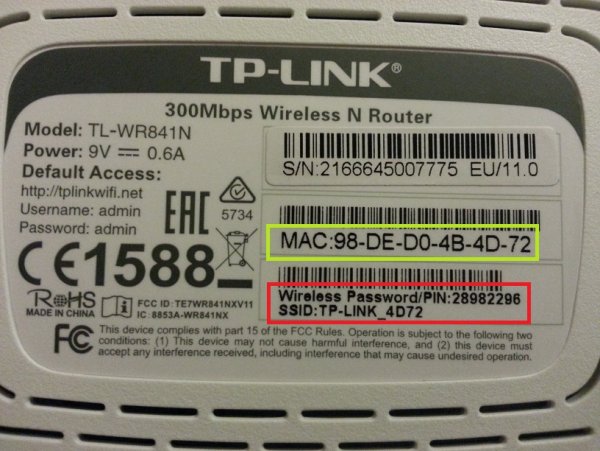 TP-LINK®
300Mbps Wireless N Router
Model: TL-WR841N
Power: 9V ⎓ 0.6A
Default Access:
http://tplinkwifi.net
Username: admin
Password: admin
EAC
5734
CE1588
RoHS
MADE IN CHINA
FCC ID: TE7WR841NXV11
IC: 8853A-WR841NX
S/N:2166645007775 EU/11.0
MAC:98-DE-D0-4B-4D-72
Wireless Password/PIN:28982296
SSID:TP-LINK_4D72
FC
This device complies with part 15 of the FCC Rules. Operation is subject to the following two
conditions: (1) This device may not cause harmful interference, and (2) this device must
accept any interference received, including interference that may cause undesired operation.